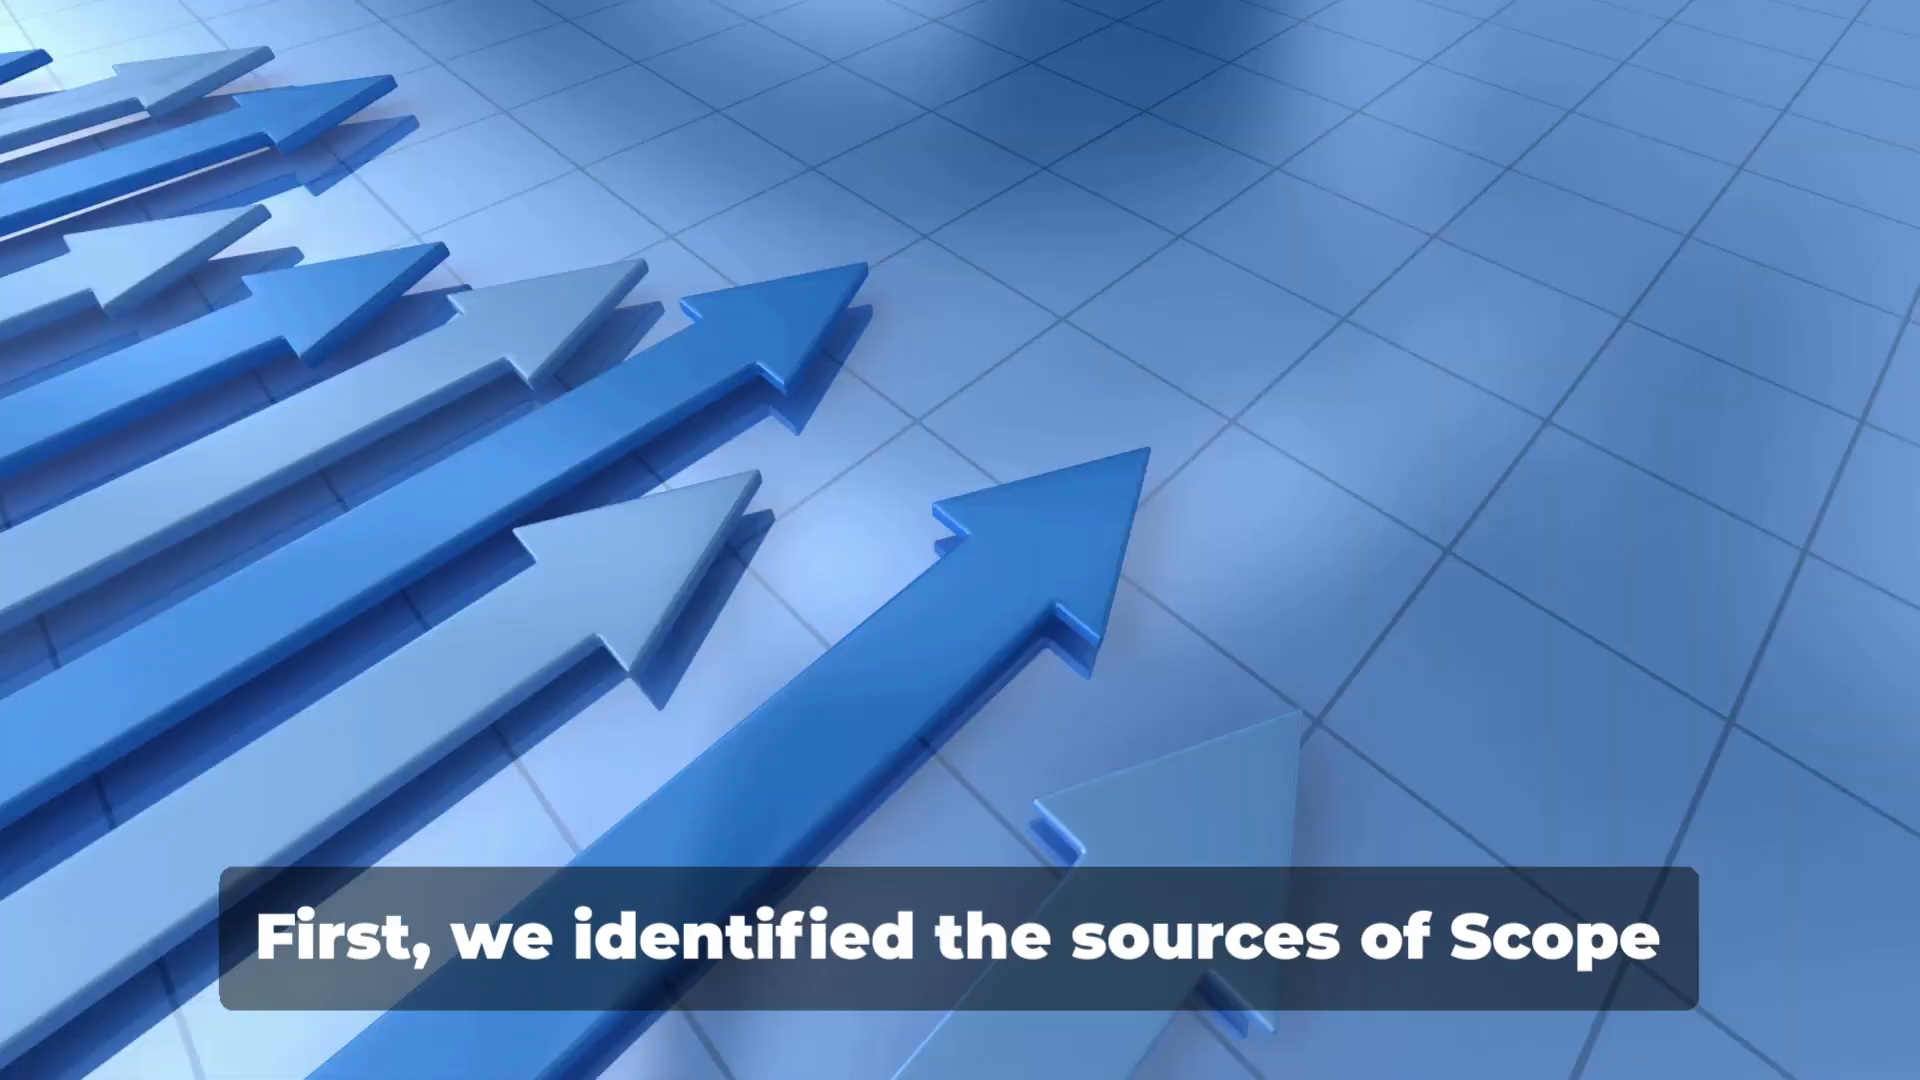 First, we identified the sources of Scope